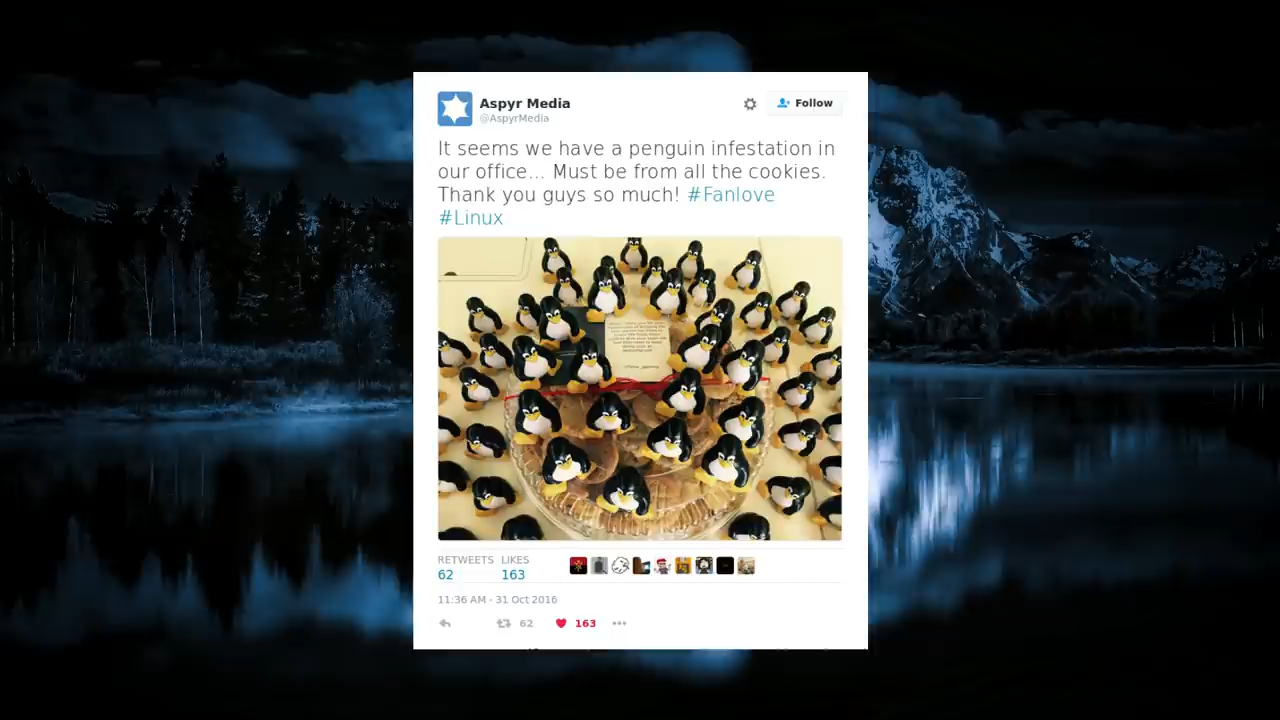 Aspyr Media
@AspyrMedia
Follow
It seems we have a penguin infestation in
our office... Must be from all the cookies.
Thank you guys so much! #Fanlove
#Linux
RETWEETS LIKES
62 163
11:36 AM - 31 Oct 2016
62 163